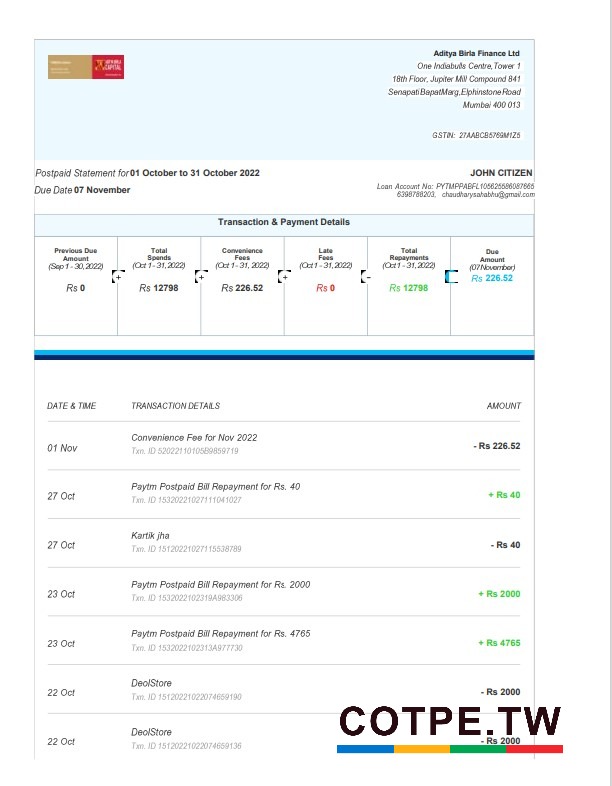 ADITYA BIRLA
CAPITAL
Aditya Birla Finance Ltd
One Indiabulls Centre,Tower 1
18th Floor, Jupiter Mill Compound 841
SenapatiBapatMarg,ElphinstoneRoad
Mumbai 400 013
GSTIN: 27AABCB5769M1Z5
Postpaid Statement for 01 October to 31 October 2022
JOHN CITIZEN
Due Date 07 November
Loan Account No: PYTMPPABFL105625586087665
6398788203, chaudharysahabhu@gmail.com
Transaction & Payment Details
Previous Due
Amount
(Sep 1 - 30, 2022)
Rs 0
+
Total
Spends
(Oct 1 - 31, 2022)
Rs 12798
+
Convenience
Fees
(Oct 1 - 31, 2022)
Rs 226.52
+
Late
Fees
(Oct 1 - 31, 2022)
Rs 0
-
Total
Repayments
(Oct 1 - 31, 2022)
Rs 12798
Due
Amount
(07November)
Rs 226.52
DATE & TIME TRANSACTION DETAILS AMOUNT
Convenience Fee for Nov 2022
01 Nov - Rs 226.52
Txn. ID 52022110105B9859719
Paytm Postpaid Bill Repayment for Rs. 40
27 Oct + Rs 40
Txn. ID 15320221027111041027
Kartik jha
27 Oct - Rs 40
Txn. ID 15120221027115538789
Paytm Postpaid Bill Repayment for Rs. 2000
23 Oct + Rs 2000
Txn. ID 1532022102319A983306
Paytm Postpaid Bill Repayment for Rs. 4765
23 Oct + Rs 4765
Txn. ID 1532022102313A977730
DeolStore
22 Oct - Rs 2000
Txn. ID 15120221022074659190
COTPE.TW
DeolStore
22 Oct - Rs 2000
Txn. ID 15120221022074659136